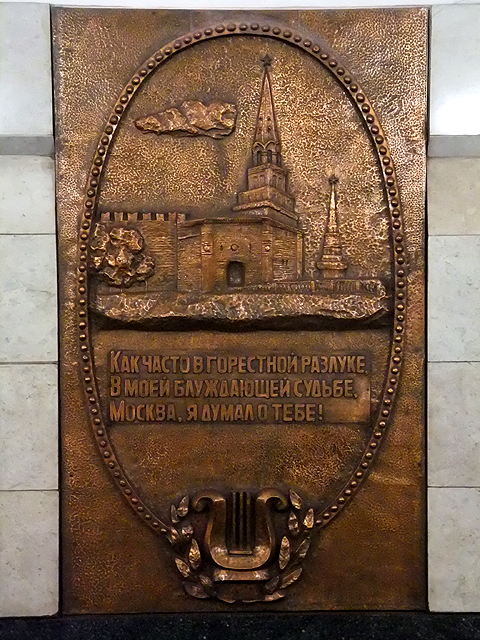 Как часто в горестной разлуке,
В моей блуждающей судьбе,
Москва, я думал о тебе!